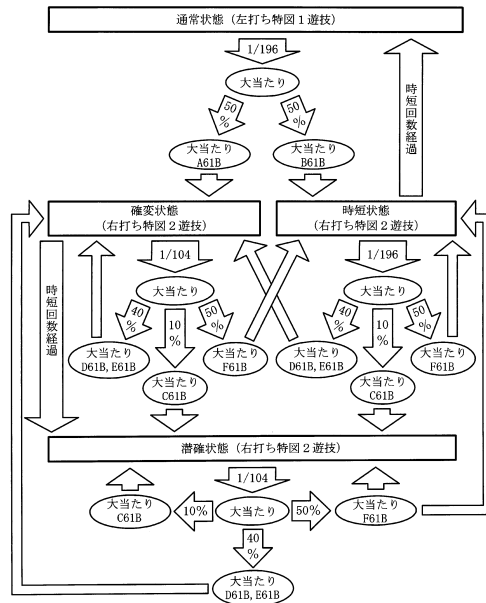 通常状態（左打ち特図１遊技）
1/196
大当たり
50
%
50
%
大当たり
A61B
大当たり
B61B
時短回数経過
確変状態
（右打ち特図２遊技）
時短状態
（右打ち特図２遊技）
1/104
1/196
時短回数経過
大当たり
40
%
10
%
50
%
大当たり
40
%
10
%
50
%
大当たり
D61B, E61B
大当たり
F61B
大当たり
D61B, E61B
大当たり
F61B
大当たり
C61B
大当たり
C61B
潜確状態（右打ち特図２遊技）
1/104
大当たり
C61B
10%
大当たり
50%
大当たり
F61B
40
%
大当たり
D61B, E61B